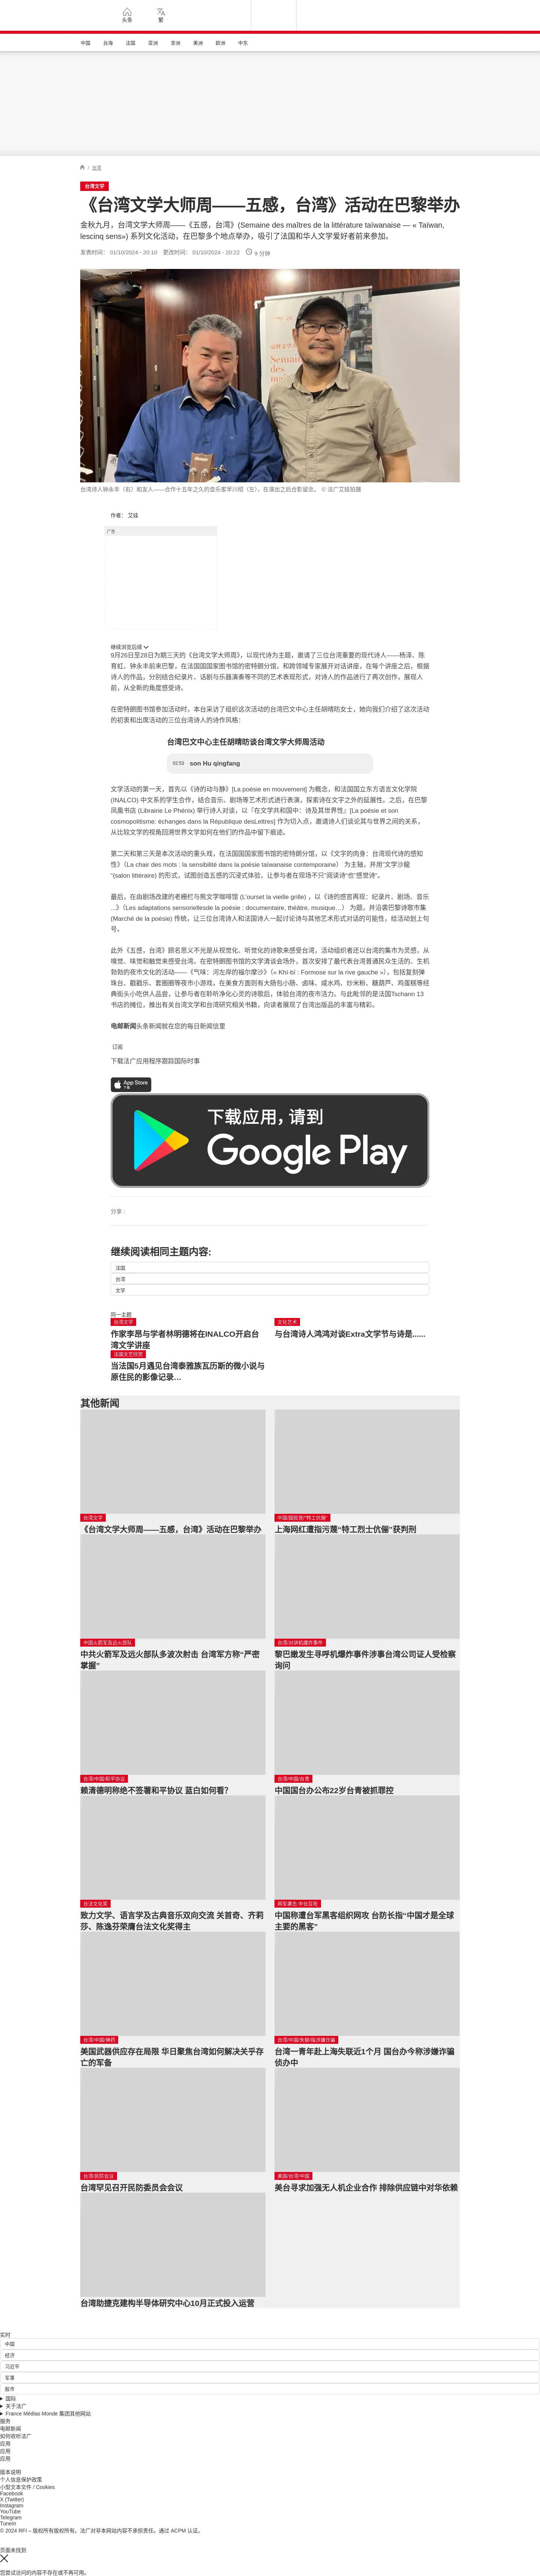 头条
繁
中国
台海
法国
亚洲
非洲
美洲
欧洲
中东
/ 台湾
台湾文学
《台湾文学大师周——五感，台湾》活动在巴黎举办
金秋九月，台湾文学大师周——《五感，台湾》(Semaine des maîtres de la littérature taïwanaise — « Taïwan,
lescinq sens») 系列文化活动，在巴黎多个地点举办，吸引了法国和华人文学爱好者前来参加。
发表时间： 01/10/2024 - 20:10 更改时间： 01/10/2024 - 20:22 9 分钟
台湾诗人钟永丰（右）和友人——合作十五年之久的音乐家早川徹（左），在演出之后合影留念。 © 法广艾娃拍摄
作者： 艾娃
广告
继续浏览后续
9月26日至28日为期三天的《台湾文学大师周》，以现代诗为主题，邀请了三位台湾重要的现代诗人——杨泽、陈
育虹、钟永丰前来巴黎，在法国国国家图书馆的密特朗分馆，和跨领域专家展开对话讲座，在每个讲座之后，根据
诗人的作品，分别结合纪录片、话剧与乐器演奏等不同的艺术表现形式，对诗人的作品进行了再次创作，展现人
前，从全新的角度感受诗。
在密特朗图书馆参加活动时，本台采访了组织这次活动的台湾巴文中心主任胡晴昉女士，她向我们介绍了这次活动
的初衷和出席活动的三位台湾诗人的诗作风格：
台湾巴文中心主任胡晴昉谈台湾文学大师周活动
02:53 son Hu qingfang
文学活动的第一天，首先以《诗的动与静》[La poésie en mouvement] 为概念，和法国国立东方语言文化学院
(INALCO) 中文系的学生合作，结合音乐、剧场等艺术形式进行表演，探索诗在文字之外的延展性。之后，在巴黎
凤凰书店 (Librairie Le Phénix) 举行诗人对谈，以『在文学共和国中：诗及其世界性』[La poésie et son
cosmopolitisme: échanges dans la République desLettres] 作为切入点，邀请诗人们谈论其与世界之间的关系，
从比较文学的视角回溯世界文学如何在他们的作品中留下痕迹。
第二天和第三天是本次活动的重头戏，在法国国国家图书馆的密特朗分馆，以《文字的肉身：台湾现代诗的感知
性》（La chair des mots : la sensibilité dans la poésie taïwanaise contemporaine） 为主轴，并用"文学沙龍
"(salon littéraire) 的形式，试图创造五感的沉浸式体验，让参与者在现场不只“阅读诗”也“感觉诗”。
最后，在由剧场改建的老栅栏与熊文学咖啡馆 (L'ourset la vieille grille) ，以《诗的感官再现：纪录片、剧场、音乐
…》(Les adaptations sensoriellesde la poésie : documentaire, théâtre, musique…） 为题，并沿袭巴黎诗歌市集
(Marché de la poésie) 传统，让三位台湾诗人和法国诗人一起讨论诗与其他艺术形式对话的可能性，给活动划上句
号。
此外《五感，台湾》顾名思义不光是从视觉化、听觉化的诗歌来感受台湾，活动组织者还以台湾的集市为灵感，从
嗅觉、味觉和触觉来感受台湾。在密特朗图书馆的文学清谈会场外，首次安排了最代表台湾普通民众生活的、生机
勃勃的夜市文化的活动——《气味：河左岸的福尔摩沙》（« Khì-bī : Formose sur la rive gauche »），包括复刻弹
珠台、戳戳乐、套圈圈等夜市小游戏，在美食方面则有大肠包小肠、卤味、咸水鸡、炒米粉、糖葫芦、鸡蛋糕等经
典街头小吃供人品尝，让参与者在聆听净化心灵的诗歌后，体验台湾的夜市活力。与此毗邻的是法国Tschann 13
书店的摊位，推出有关台湾文学和台湾研究相关书籍，向读者展现了台湾出版品的丰富与精彩。
电邮新闻头条新闻就在您的每日新闻信里
订阅
下载法广应用程序跟踪国际时事
App Store
下载
下载应用，请到
Google Play
分享 :
继续阅读相同主题内容:
法国
台湾
文学
同一主题
台湾文学
作家李昂与学者林明德将在INALCO开启台
湾文学讲座
文化艺术
与台湾诗人鸿鸿对谈Extra文学节与诗是......
法国文艺欣赏
当法国5月遇见台湾泰雅族瓦历斯的微小说与
原住民的影像记录…
其他新闻
台湾文学
《台湾文学大师周——五感，台湾》活动在巴黎举办
中国/国民党/“特工伉俪”
上海网红遭指污蔑“特工烈士伉俪”获判刑
中国火箭军及远火部队
中共火箭军及远火部队多波次射击 台湾军方称“严密
掌握”
台湾/对讲机爆炸事件
黎巴嫩发生寻呼机爆炸事件涉事台湾公司证人受检察
询问
台湾/中国/和平协议
赖清德明称绝不签署和平协议 蓝白如何看？
台湾/中国/台青
中国国台办公布22岁台青被抓罪控
台法文化奖
致力文学、语言学及古典音乐双向交流 关首奇、齐莉
莎、陈逸芬荣膺台法文化奖得主
网军袭击 中台互呛
中国称遭台军黑客组织网攻 台防长指“中国才是全球
主要的黑客”
台湾/中国/弹药
美国武器供应存在局限 华日聚焦台湾如何解决关乎存
亡的军备
台湾/中国/失联/指涉嫌诈骗
台湾一青年赴上海失联近1个月 国台办今称涉嫌诈骗
侦办中
台湾/民防会议
台湾罕见召开民防委员会会议
美国/台湾/中国
美台寻求加强无人机企业合作 排除供应链中对华依赖
台湾助捷克建构半导体研究中心10月正式投入运营
实时
中国
经济
习近平
军事
股市
国际
关于法广
France Médias Monde 集团其他网站
服务
电邮新闻
如何收听法广
应用
应用
应用
版本说明
个人信息保护政策
小型文本文件 / Cookies
Facebook
X (Twitter)
Instagram
YouTube
Telegram
TuneIn
© 2024 RFI – 版权所有版权所有。法广对非本网站内容不承担责任。通过 ACPM 认证。
页面未找到
您尝试访问的内容不存在或不再可用。